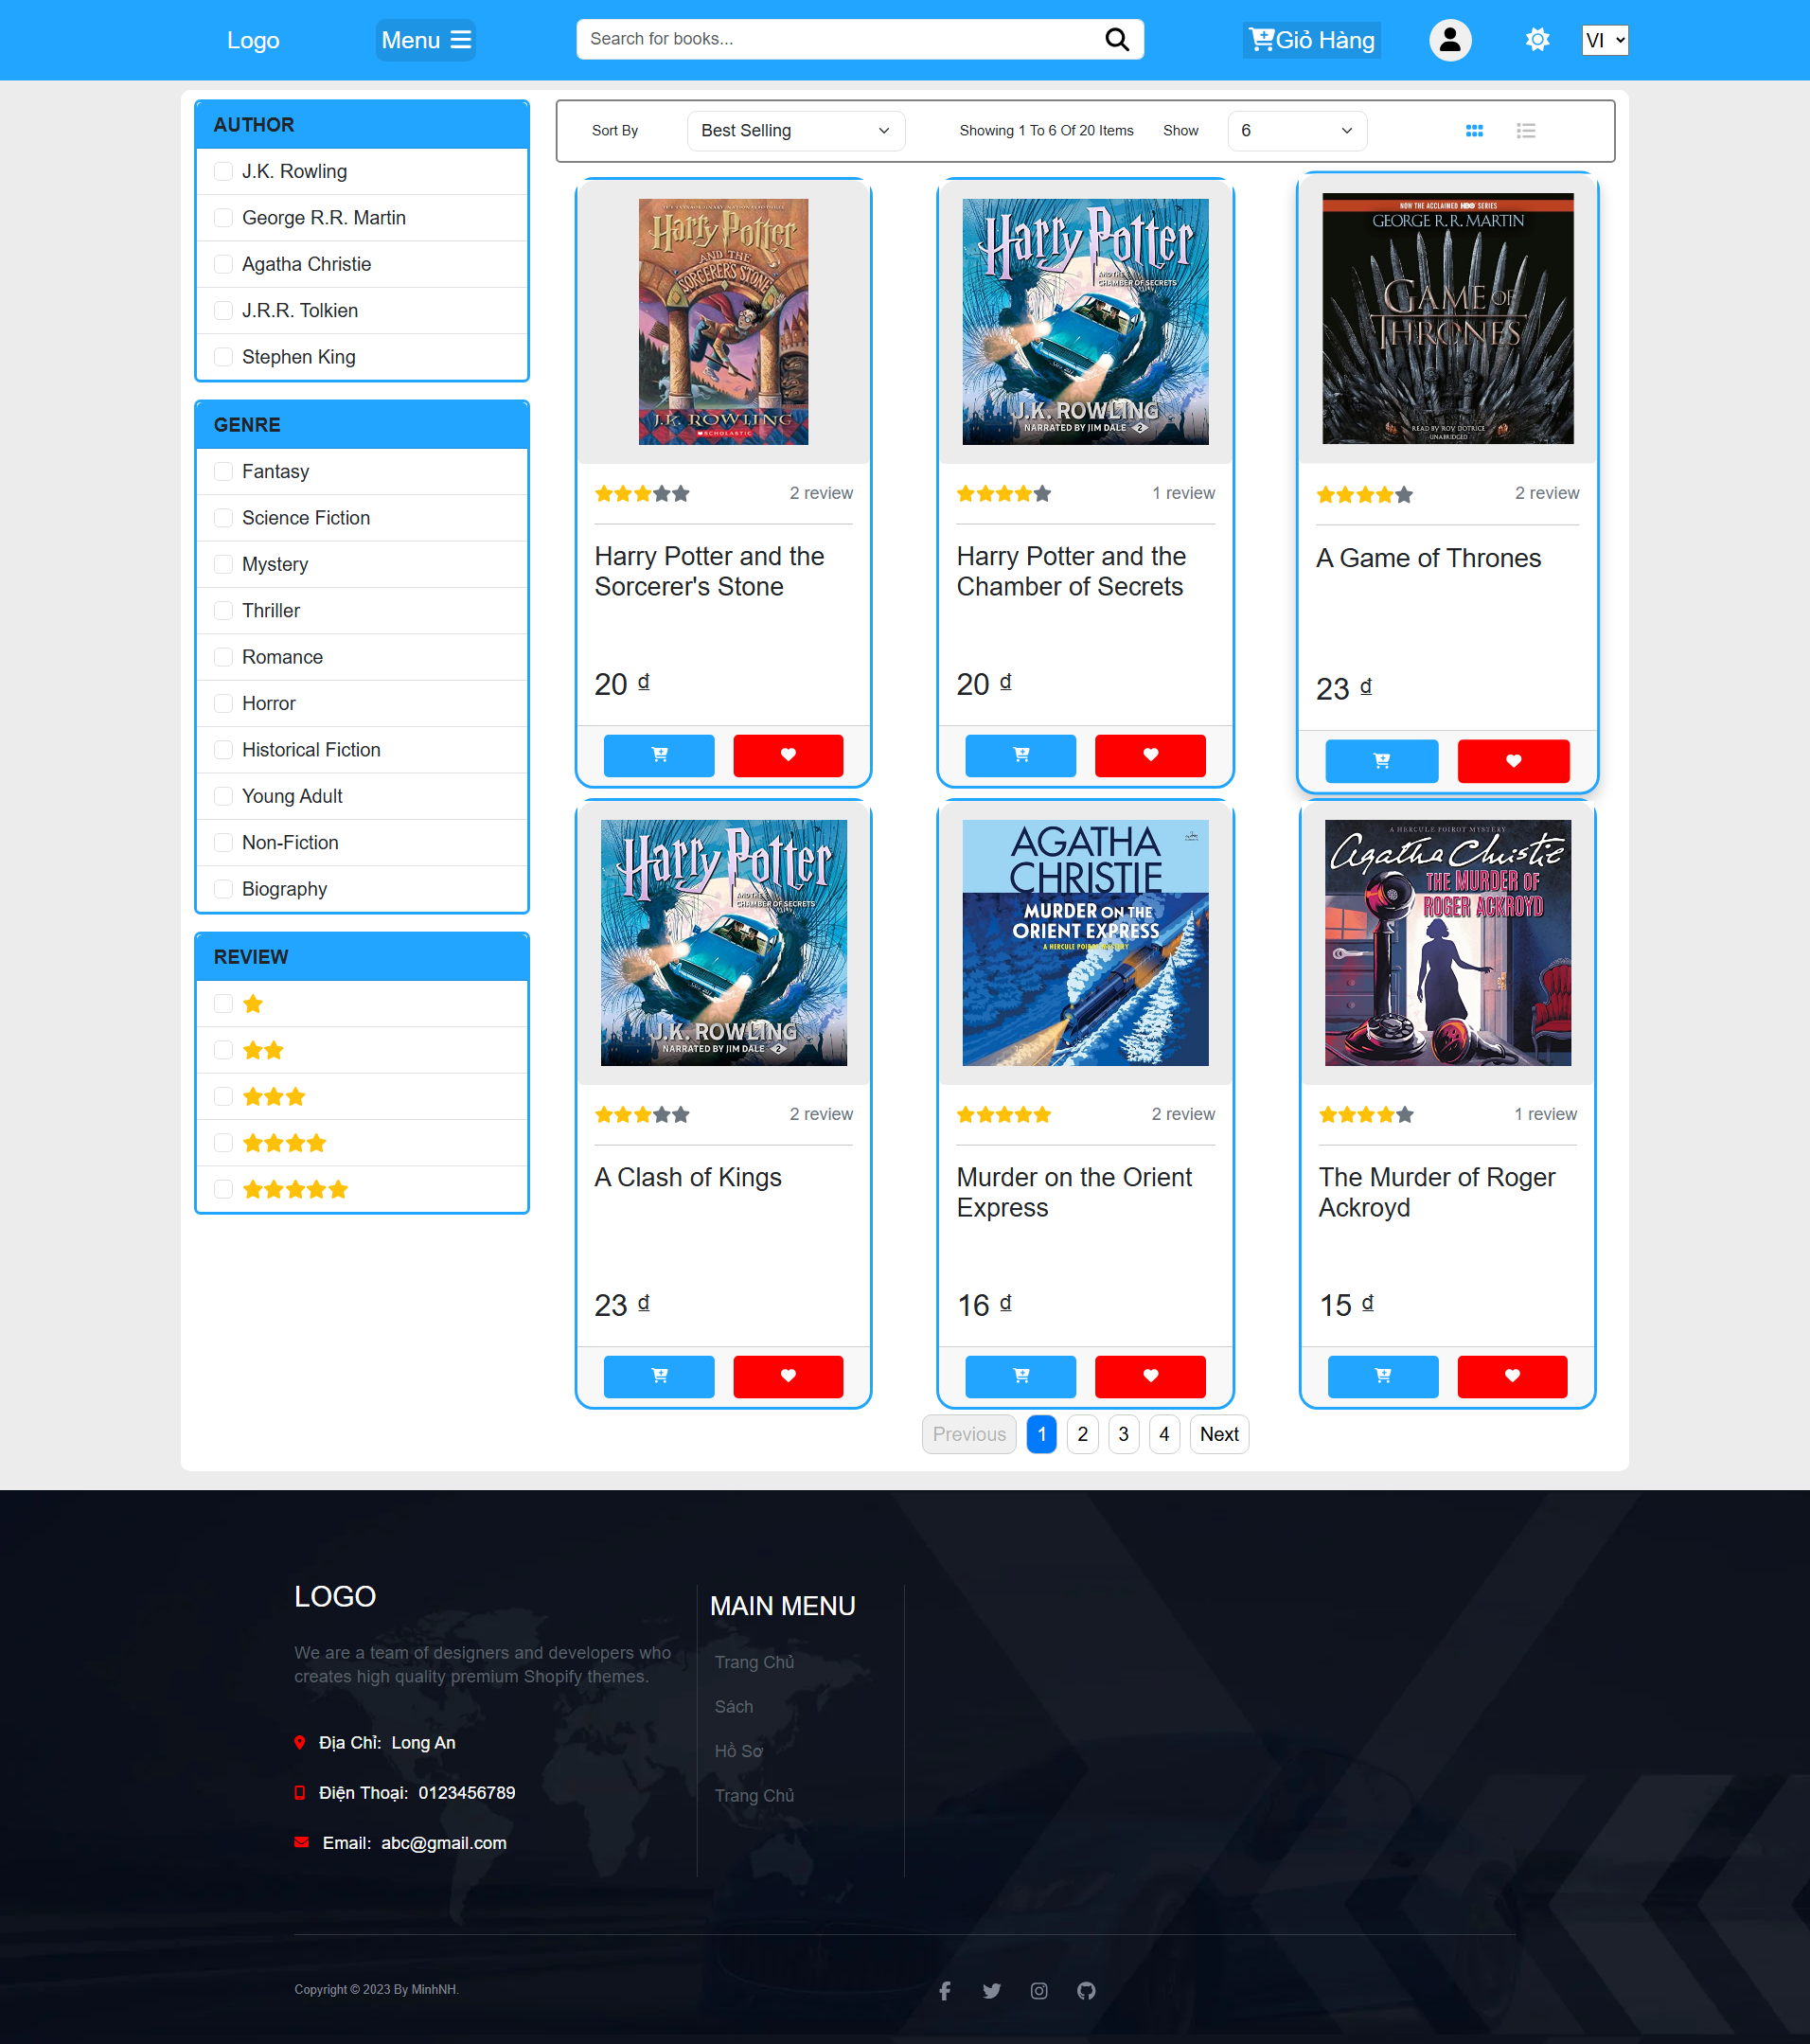 Logo
Menu
Search for books...
Giỏ Hàng
VI
AUTHOR
J.K. Rowling
George R.R. Martin
Agatha Christie
J.R.R. Tolkien
Stephen King
GENRE
Fantasy
Science Fiction
Mystery
Thriller
Romance
Horror
Historical Fiction
Young Adult
Non-Fiction
Biography
REVIEW
Sort By
Best Selling
Showing 1 To 6 Of 20 Items
Show
6
Harry Potter
AND THE
SORCERER'S STONE
J.K. ROWLING
SCHOLASTIC
2 review
Harry Potter and the
Sorcerer's Stone
20 ₫
Harry Potter
AND THE
CHAMBER OF SECRETS
J.K. ROWLING
NARRATED BY JIM DALE 2
1 review
Harry Potter and the
Chamber of Secrets
20 ₫
NOW THE ACCLAIMED HBO SERIES
GEORGE R. R. MARTIN
GAME OF
THRONES
READ BY ROY DOTRICE
UNABRIDGED
2 review
A Game of Thrones
23 ₫
Harry Potter
AND THE
CHAMBER OF SECRETS
J.K. ROWLING
NARRATED BY JIM DALE 2
2 review
A Clash of Kings
23 ₫
AGATHA
CHRISTIE
MURDER ON THE
ORIENT EXPRESS
A HERCULE POIROT MYSTERY
2 review
Murder on the Orient
Express
16 ₫
A HERCULE POIROT MYSTERY
Agatha Christie
THE MURDER OF
ROGER ACKROYD
1 review
The Murder of Roger
Ackroyd
15 ₫
Previous
1
2
3
4
Next
LOGO
We are a team of designers and developers who
creates high quality premium Shopify themes.
Địa Chỉ: Long An
Điện Thoại: 0123456789
Email: abc@gmail.com
MAIN MENU
Trang Chủ
Sách
Hồ Sơ
Trang Chủ
Copyright © 2023 By MinhNH.